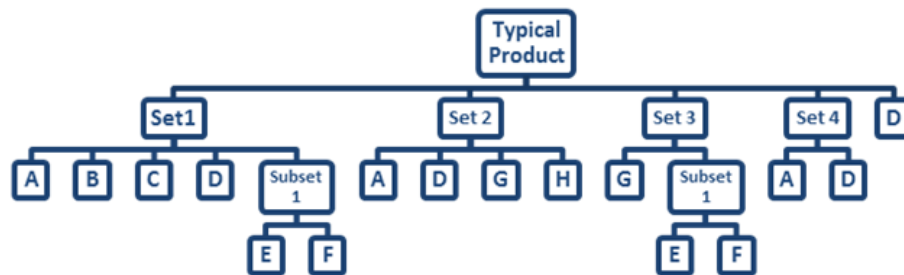 Typical
Product
Set1
Set 2
Set 3
Set 4
D
A
B
C
D
Subset
1
A
D
G
H
G
Subset
1
A
D
E
F
E
F